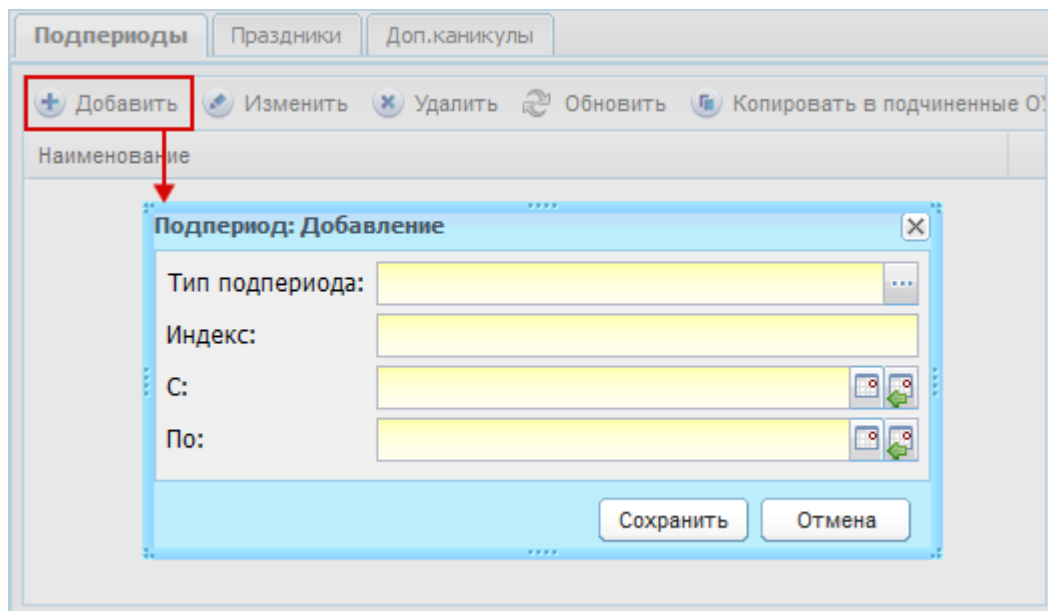 Подпериоды Праздники Доп.каникулы
Добавить Изменить Удалить Обновить Копировать в подчиненные ОУ
Наименование
Подпериод: Добавление
Тип подпериода:
Индекс:
С:
По:
Сохранить Отмена